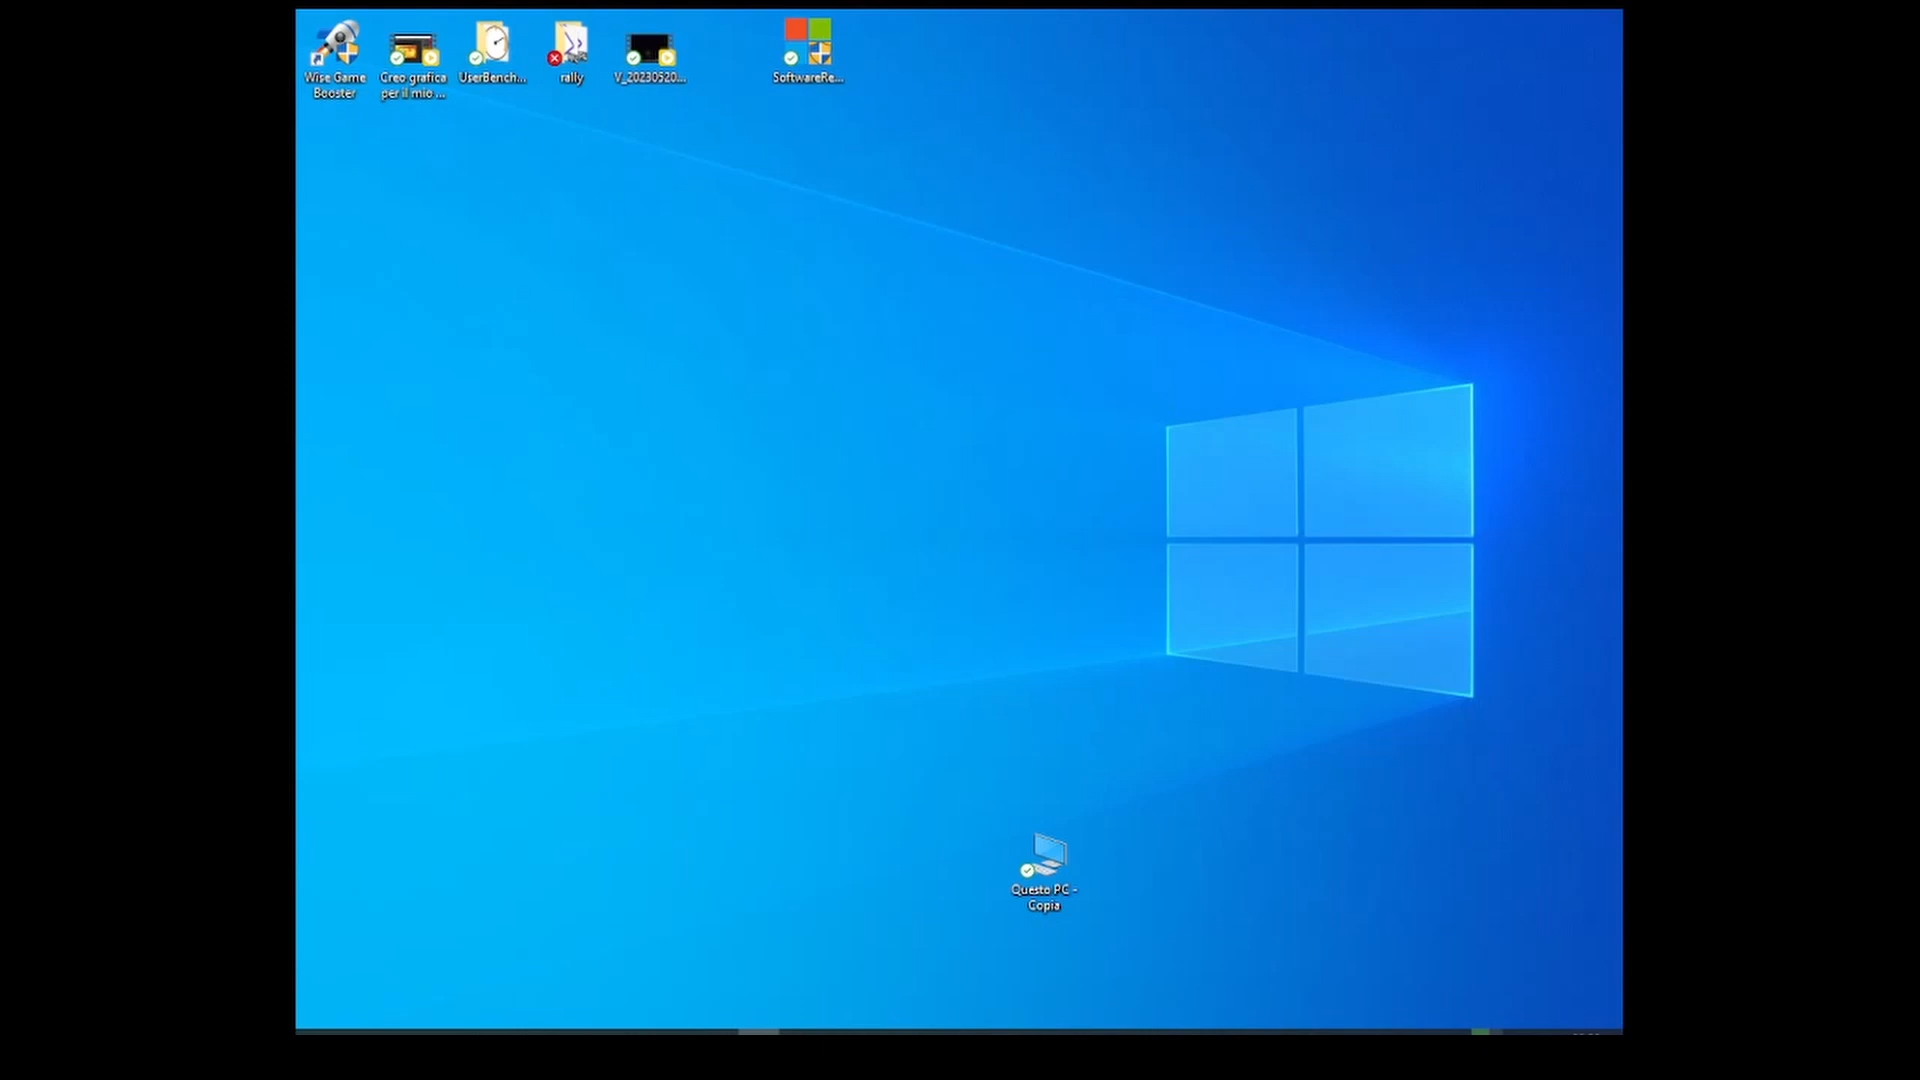 Wise Game
Booster
Creo grafica
per il mio ...
UserBench...
rally
V_20230520...
SoftwareRe...
Questo PC -
Copia